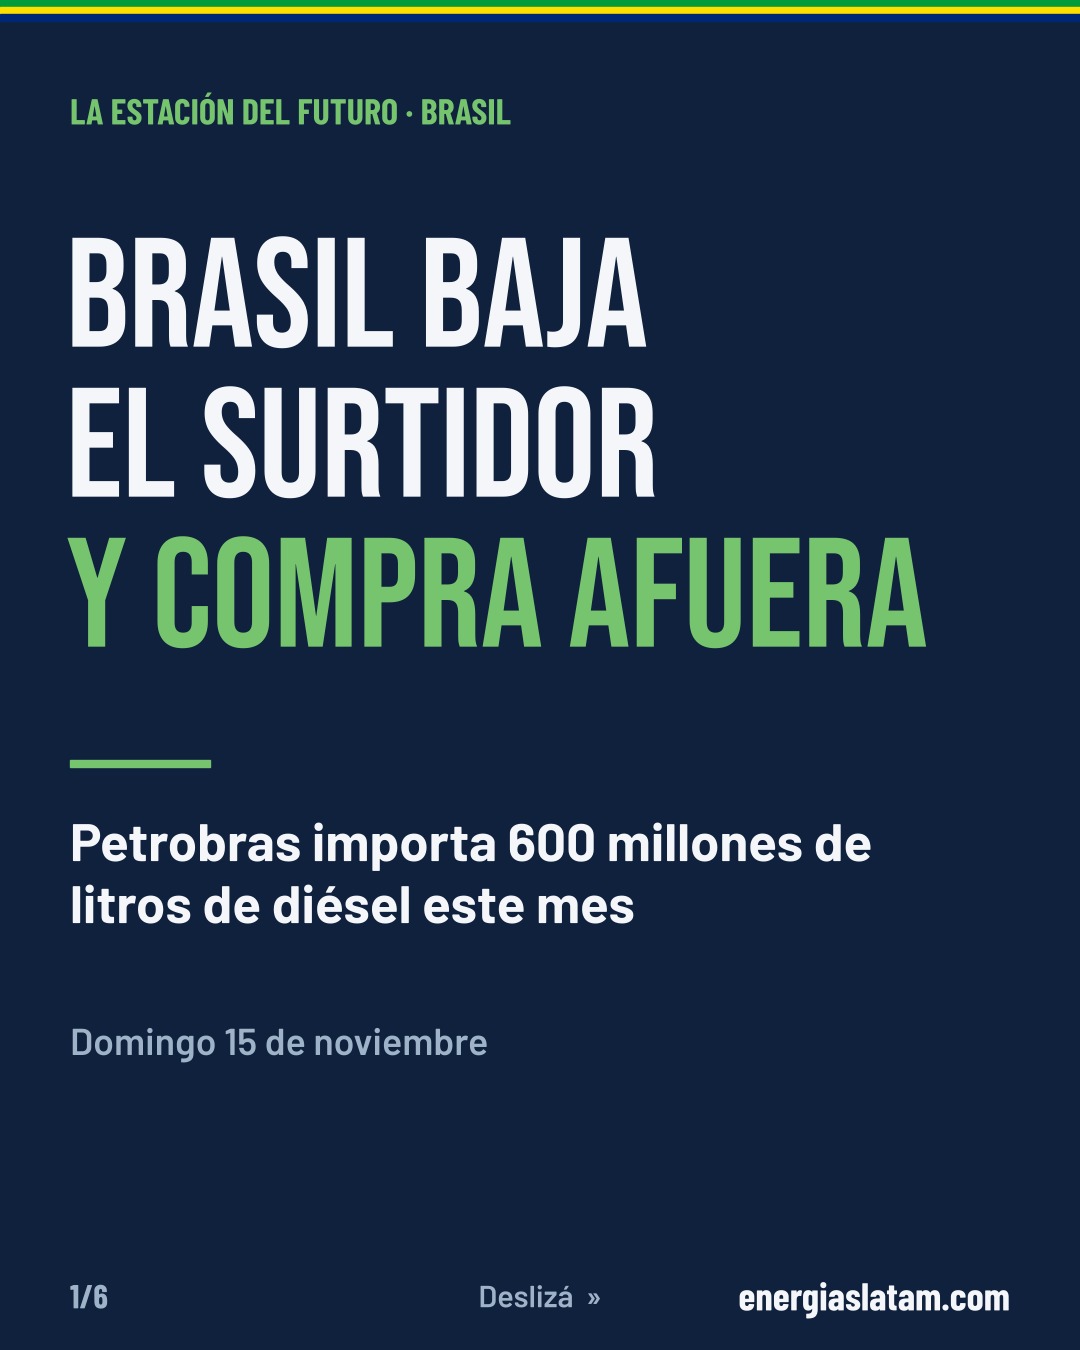 LA ESTACIÓN DEL FUTURO · BRASIL
BRASIL BAJA
EL SURTIDOR
Y COMPRA AFUERA
Petrobras importa 600 millones de
litros de diésel este mes
Domingo 15 de noviembre
1/6
Deslizá »
energiaslatam.com